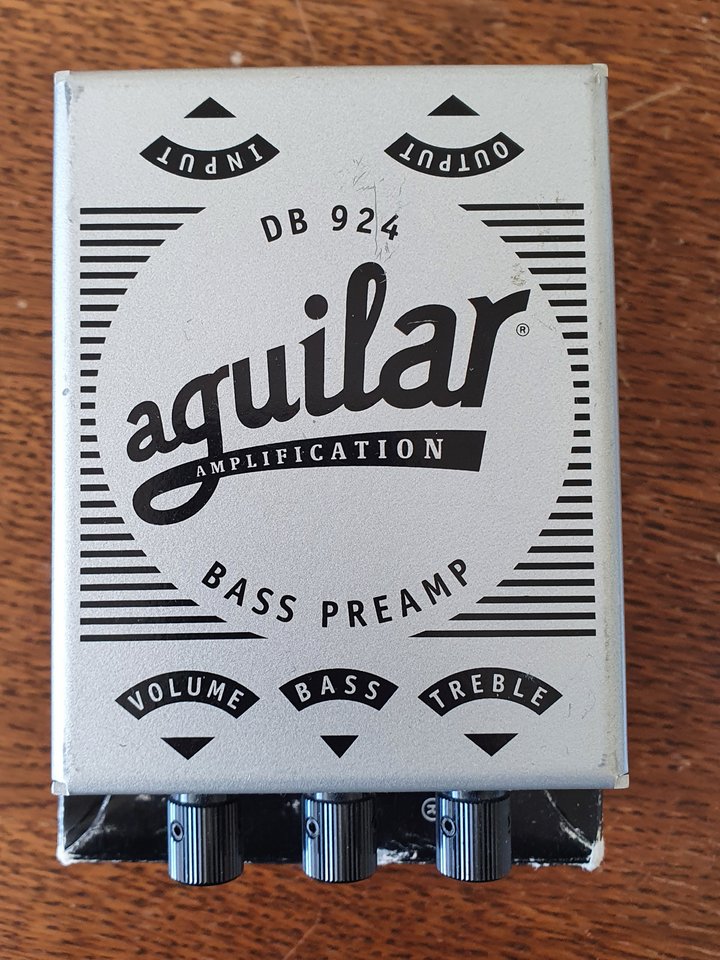 INPUT
OUTPUT
DB 924
aguilar®
AMPLIFICATION
BASS PREAMP
VOLUME
BASS
TREBLE